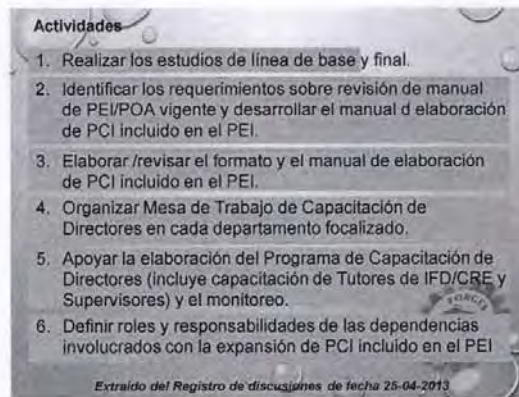 Actividades
1. Realizar los estudios de línea de base y final.
2. Identificar los requerimientos sobre revisión de manual
de PEI/POA vigente y desarrollar el manual d elaboración
de PCI incluido en el PEI.
3. Elaborar /revisar el formato y el manual de elaboración
de PCI incluido en el PEI.
4. Organizar Mesa de Trabajo de Capacitación de
Directores en cada departamento focalizado.
5. Apoyar la elaboración del Programa de Capacitación de
Directores (incluye capacitación de Tutores de IFD/CRE y
Supervisores) y el monitoreo.
FORGES
6. Definir roles y responsabilidades de las dependencias
involucrados con la expansión de PCI incluido en el PEI
Extraído del Registro de discusiones de fecha 25-04-2013